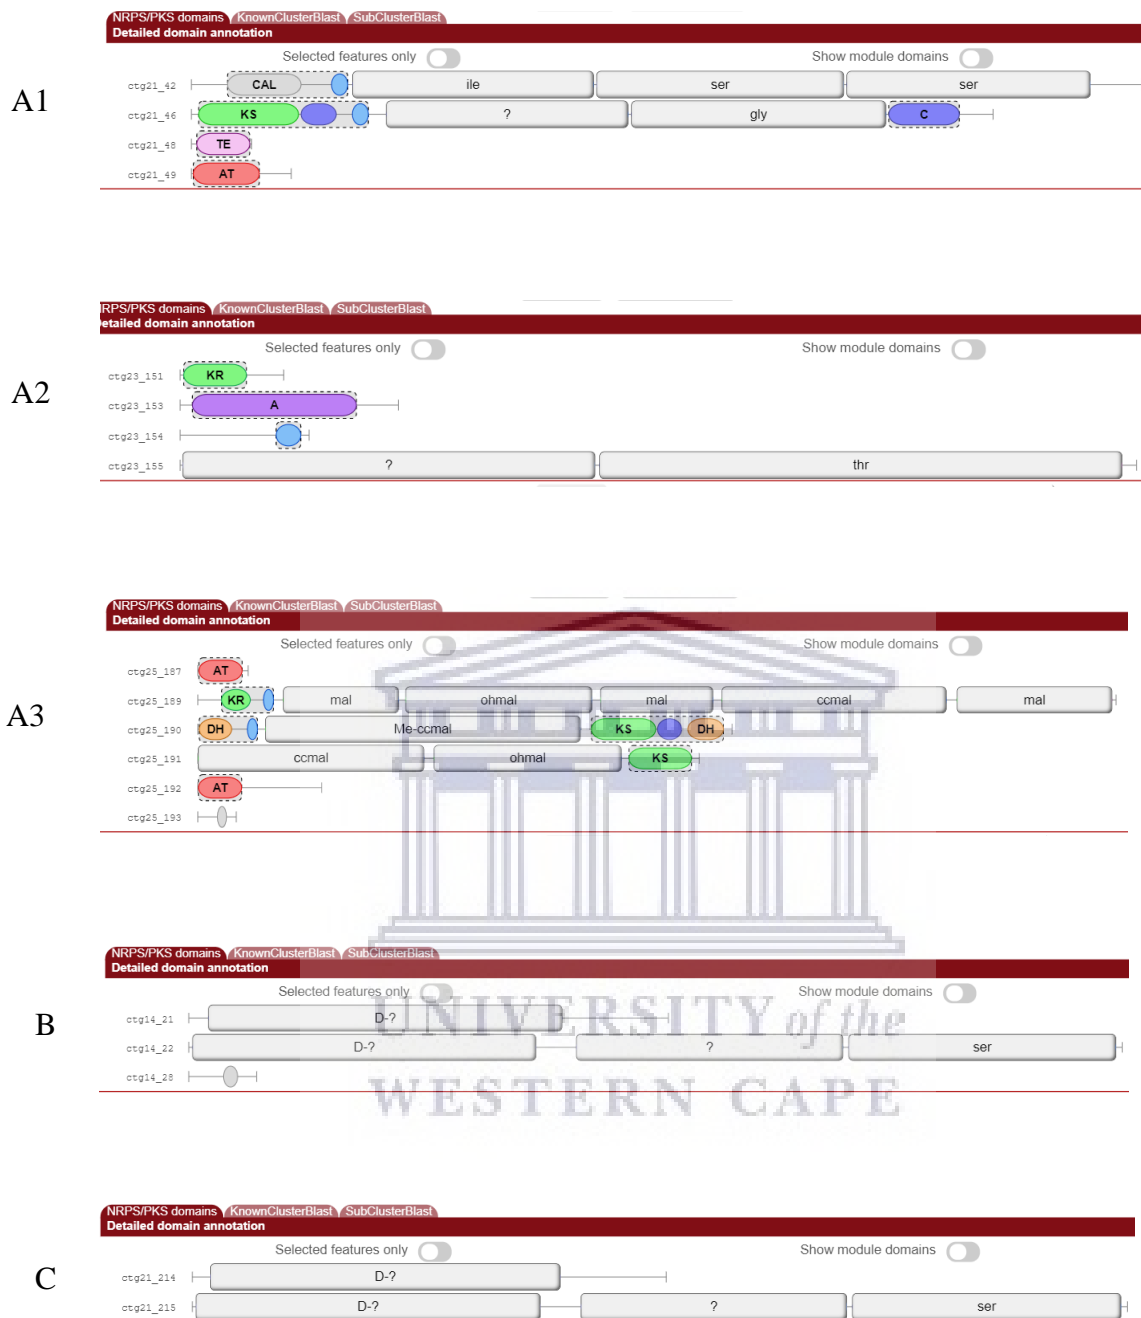 NRPS/PKS domains KnownClusterBlast SubClusterBlast
Detailed domain annotation
Selected features only Show module domains
A1
ctg21_42 CAL ile ser ser
ctg21_46 KS ? gly C
ctg21_48 TE
ctg21_49 AT
NRPS/PKS domains KnownClusterBlast SubClusterBlast
Detailed domain annotation
Selected features only Show module domains
A2
ctg23_151 KR
ctg23_153 A
ctg23_154
ctg23_155 ? thr
NRPS/PKS domains KnownClusterBlast SubClusterBlast
Detailed domain annotation
Selected features only Show module domains
A3
ctg25_187 AT
ctg25_189 KR mal ohmal mal ccmal mal
ctg25_190 DH Me-ccmal KS DH
ctg25_191 ccmal ohmal KS
ctg25_192 AT
ctg25_193
NRPS/PKS domains KnownClusterBlast SubClusterBlast
Detailed domain annotation
Selected features only Show module domains
B
ctg14_21 D-?
ctg14_22 D-? ? ser
ctg14_28
UNIVERSITY of the
WESTERN CAPE
NRPS/PKS domains KnownClusterBlast SubClusterBlast
Detailed domain annotation
Selected features only Show module domains
C
ctg21_214 D-?
ctg21_215 D-? ? ser